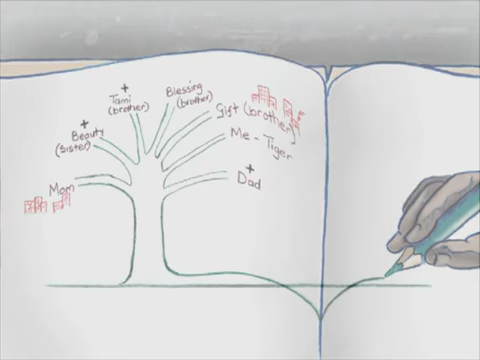 Tami
(brother)
Blessing
(brother)
Gift (brother)
Beauty
(sister)
Me - Tiger
Mom
Dad